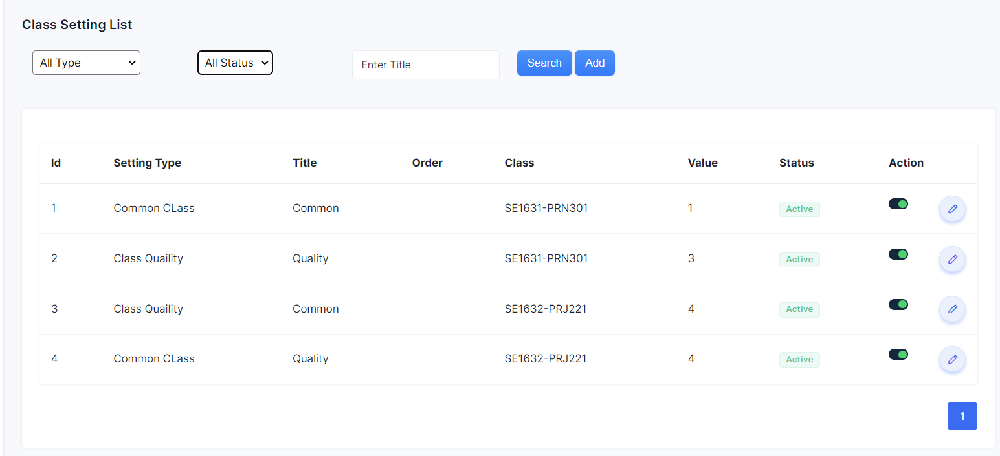 Class Setting List
All Type All Status Enter Title Search Add
Id Setting Type Title Order Class Value Status Action
1 Common CLass Common SE1631-PRN301 1 Active
2 Class Quaility Quality SE1631-PRN301 3 Active
3 Class Quaility Common SE1632-PRJ221 4 Active
4 Common CLass Quality SE1632-PRJ221 4 Active
1